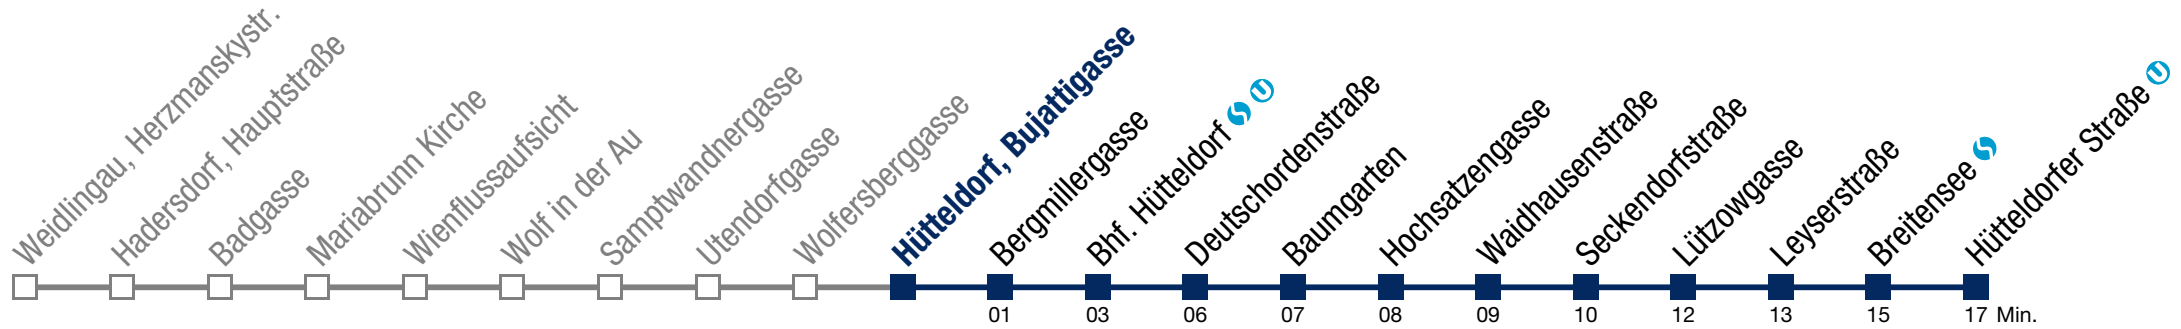 Weidlingau, Herzmanskystr.
Hadersdorf, Hauptstraße
Badgasse
Mariabrunn Kirche
Wienflussaufsicht
Wolf in der Au
Samptwandnergasse
Utendorfgasse
Wolfersberggasse
Hütteldorf, Bujattigasse
Bergmillergasse
Bhf. Hütteldorf S U
Deutschordenstraße
Baumgarten
Hochsatzengasse
Waidhausenstraße
Seckendorfstraße
Lützowgasse
Leyserstraße
Breitensee S
Hütteldorfer Straße U
01 03 06 07 08 09 10 12 13 15 17 Min.